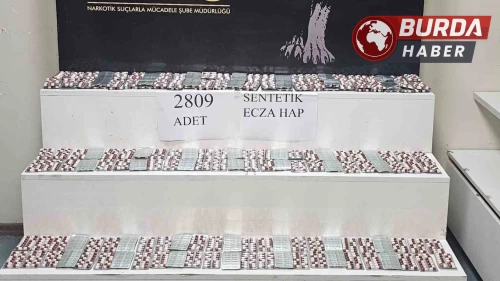 NARKOTİK SUÇLARLA MÜCADELE ŞUBE MÜDÜRLÜĞÜ
BURDA
HABER
2809
ADET
SENTETİK
ECZA HAP